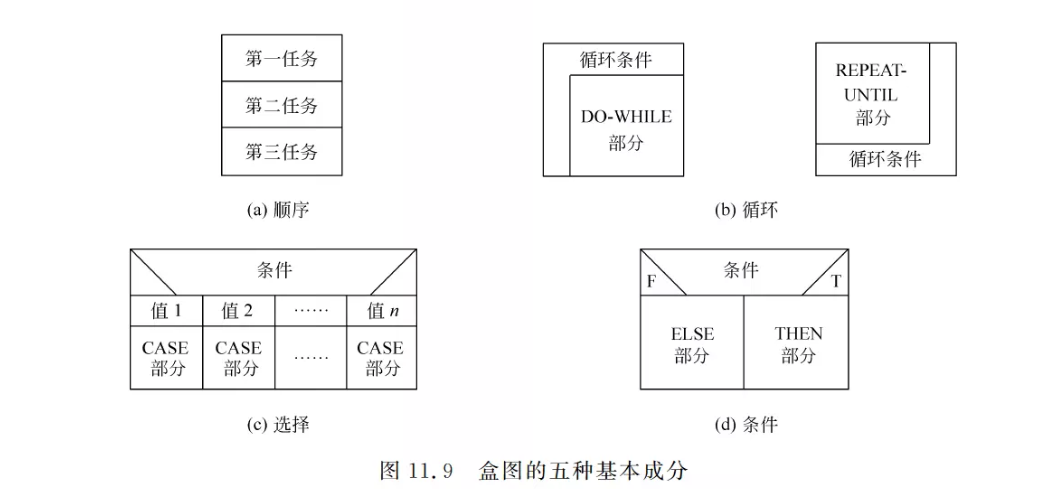 第一任务
第二任务
第三任务
(a) 顺序
循环条件
DO-WHILE
部分
REPEAT-
UNTIL
部分
循环条件
(b) 循环
条件
值 1 值 2 …… 值 n
CASE CASE …… CASE
部分 部分 部分
(c) 选择
F 条件 T
ELSE THEN
部分 部分
(d) 条件
图 11.9 盒图的五种基本成分